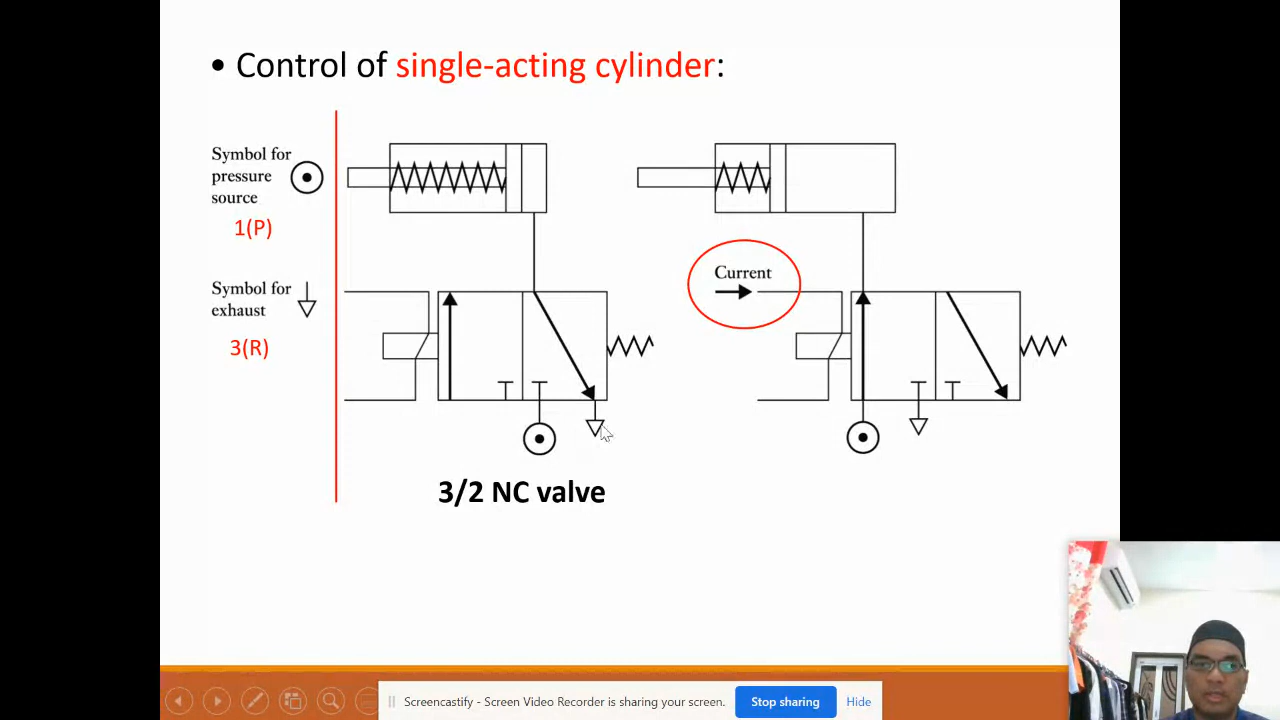 • Control of single-acting cylinder:
Symbol for
pressure
source
1(P)
Symbol for
exhaust
3(R)
Current
3/2 NC valve
Screencastify - Screen Video Recorder is sharing your screen.
Stop sharing
Hide